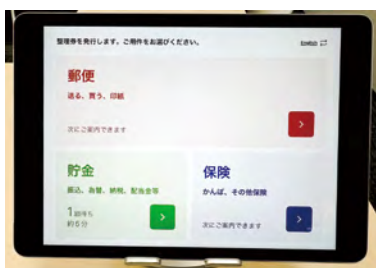 整理券を発行します。ご用件をお選びください。
郵便
送る、買う、印紙
次にご案内できます
貯金
振込、為替、納税、配当金等
1組待ち
約5分
保険
かんぽ、その他保険
次にご案内できます